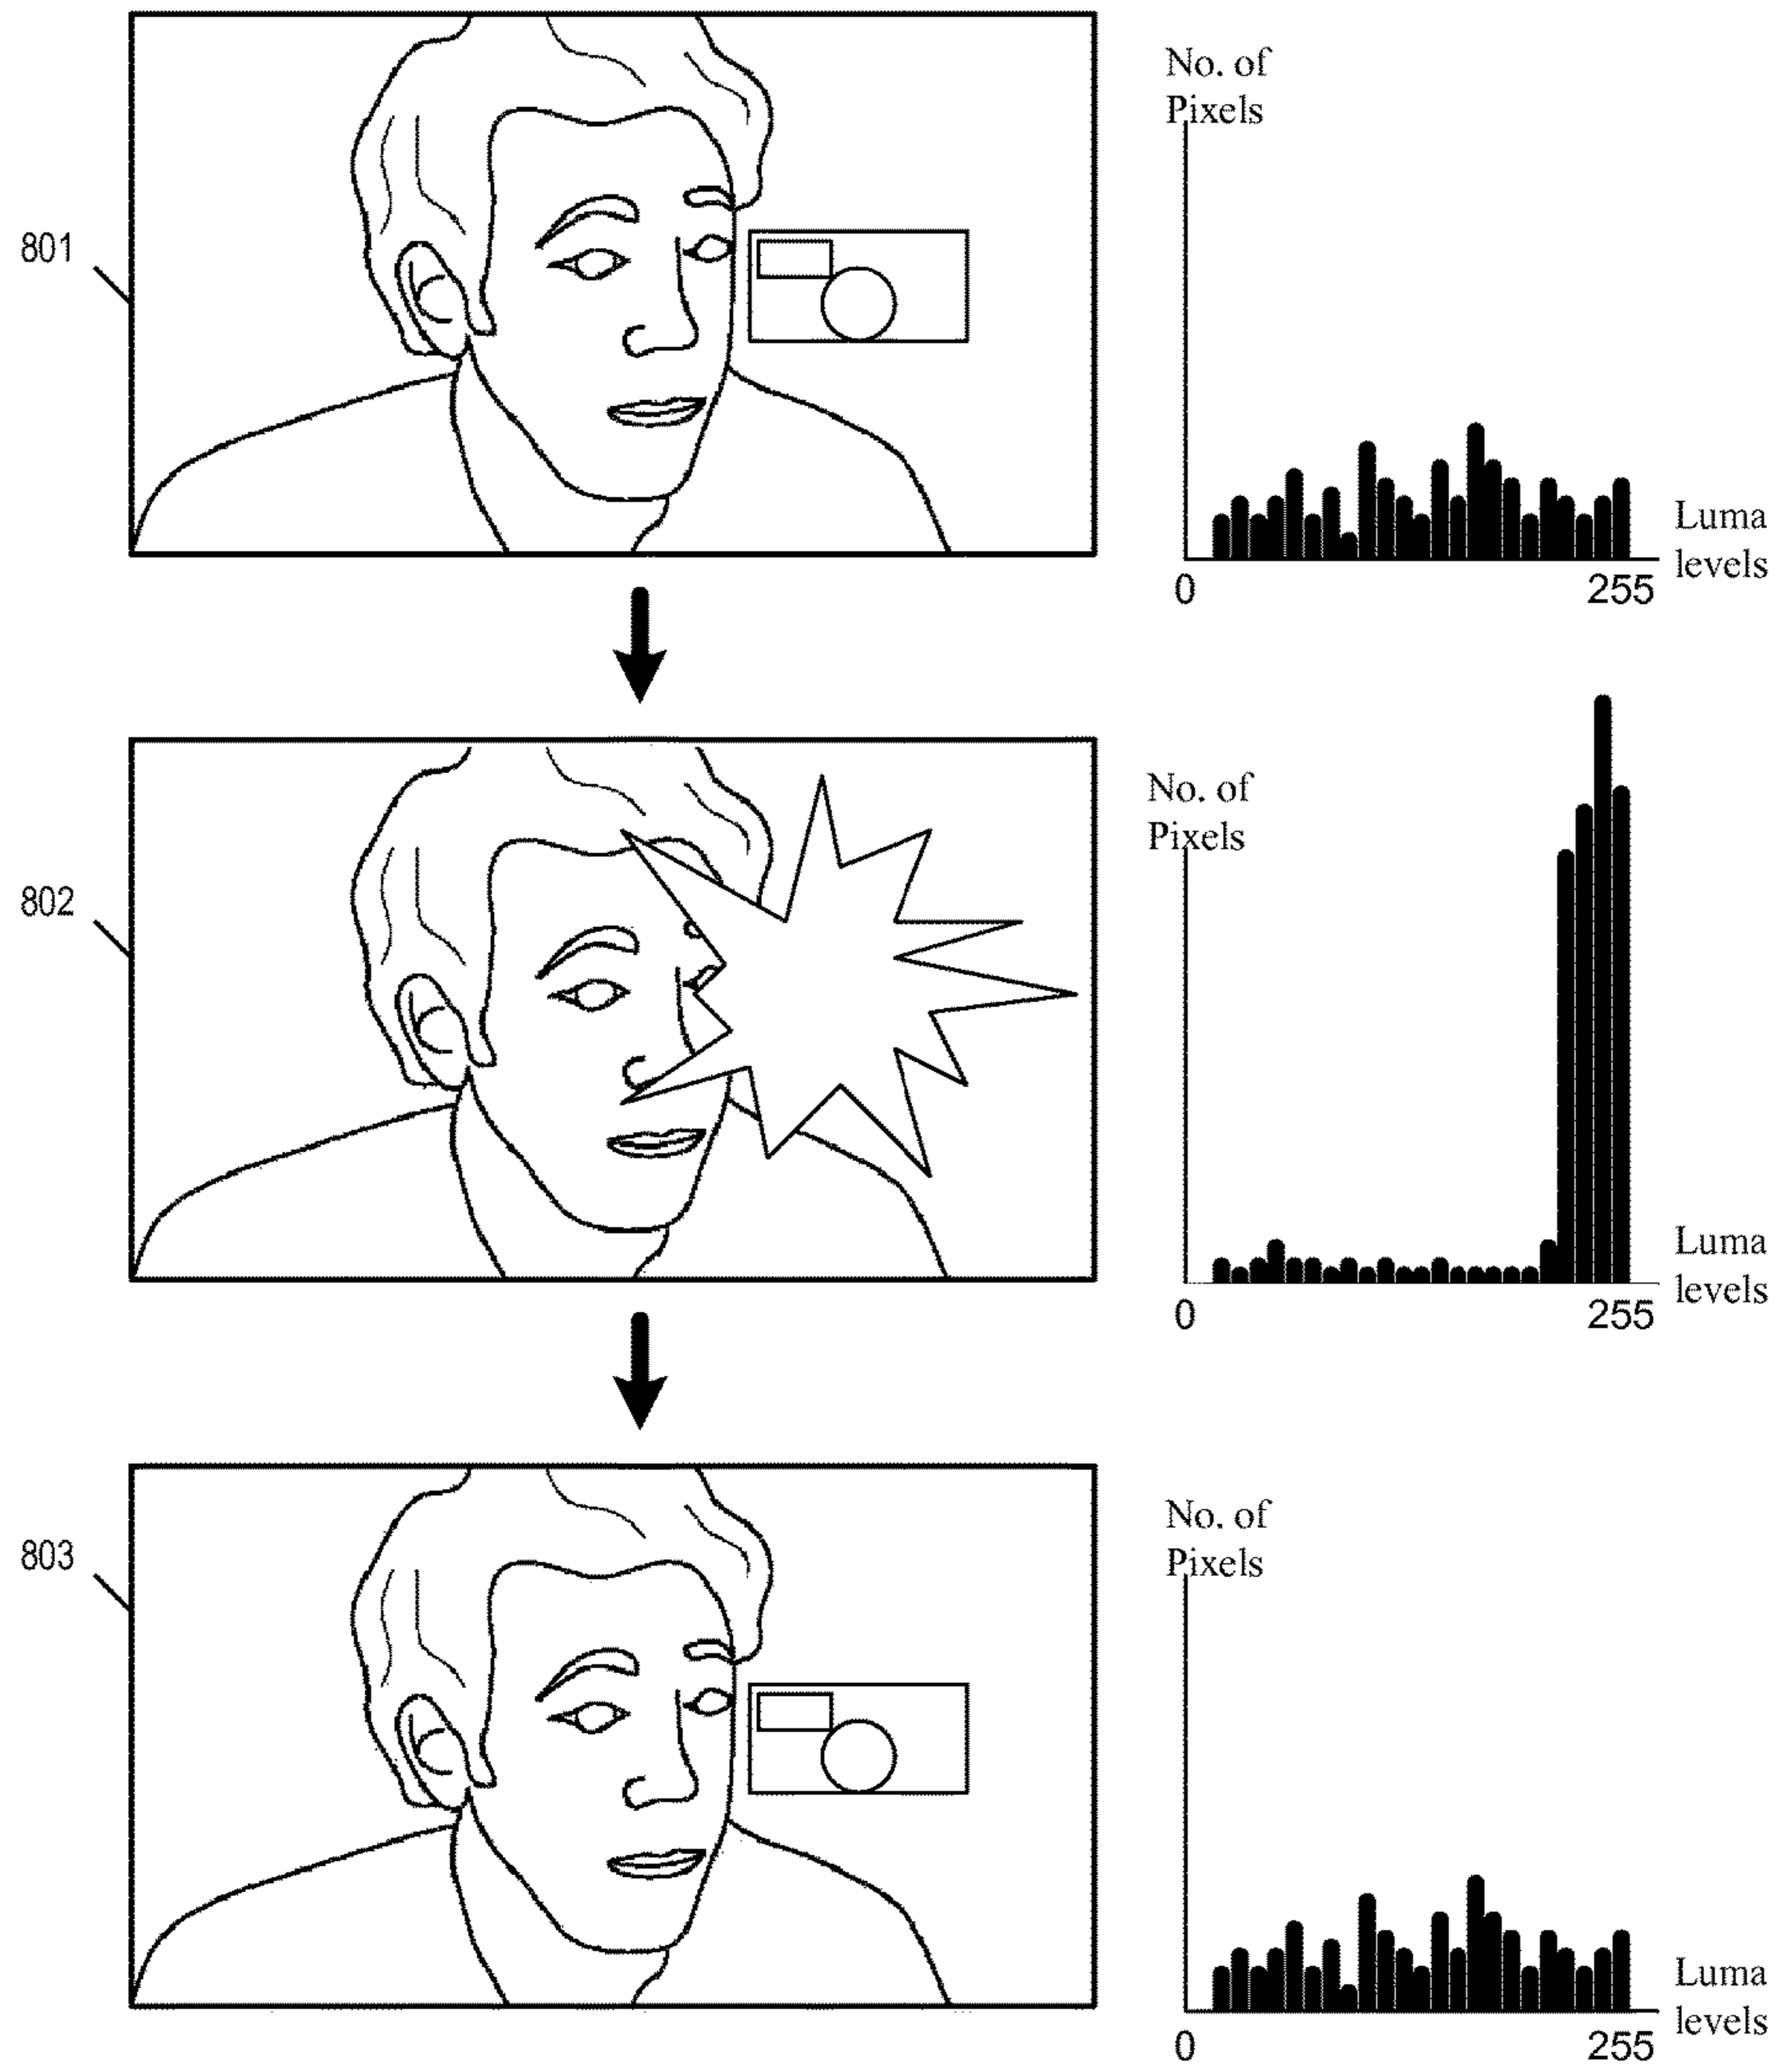 No. of
Pixels
801
Luma
levels
0
255
No. of
Pixels
802
Luma
levels
0
255
No. of
Pixels
803
Luma
levels
0
255